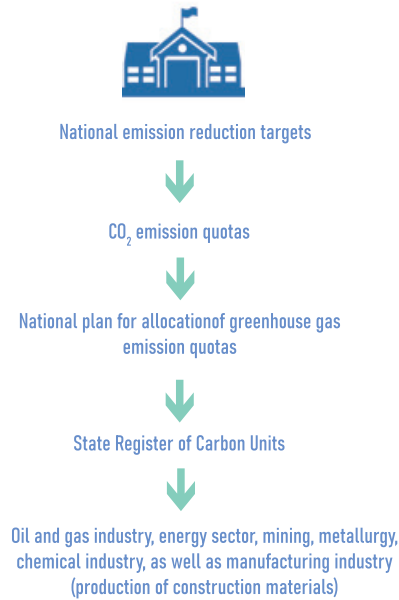 National emission reduction targets
CO₂ emission quotas
National plan for allocationof greenhouse gas
emission quotas
State Register of Carbon Units
Oil and gas industry, energy sector, mining, metallurgy,
chemical industry, as well as manufacturing industry
(production of construction materials)